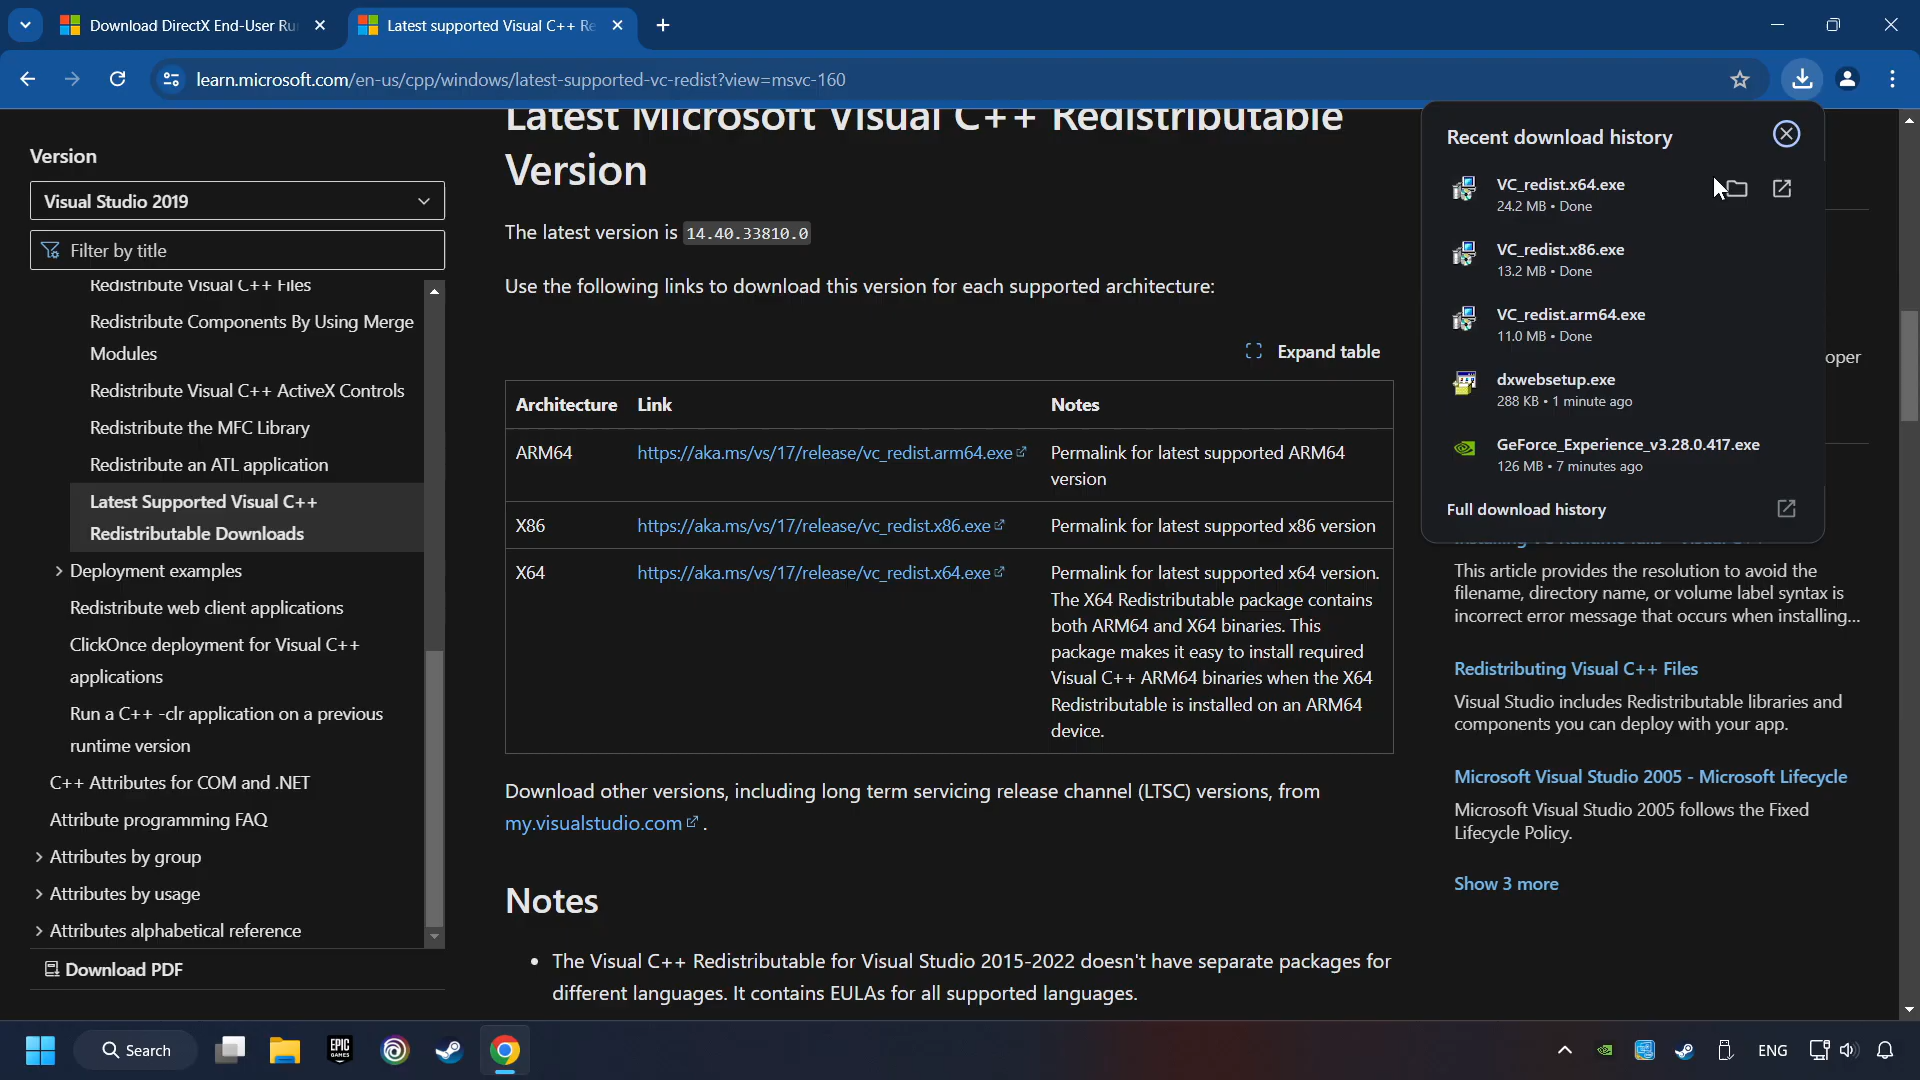 Download DirectX End-User Ru
Latest supported Visual C++ Re
learn.microsoft.com/en-us/cpp/windows/latest-supported-vc-redist?view=msvc-160
Version
Visual Studio 2019
Filter by title
Redistribute Visual C++ Files
Redistribute Components By Using Merge
Modules
Redistribute Visual C++ ActiveX Controls
Redistribute the MFC Library
Redistribute an ATL application
Latest Supported Visual C++
Redistributable Downloads
Deployment examples
Redistribute web client applications
ClickOnce deployment for Visual C++
applications
Run a C++ -clr application on a previous
runtime version
C++ Attributes for COM and .NET
Attribute programming FAQ
Attributes by group
Attributes by usage
Attributes alphabetical reference
Download PDF
Latest Microsoft Visual C++ Redistributable
Version
The latest version is 14.40.33810.0
Use the following links to download this version for each supported architecture:
Expand table
Architecture Link Notes
ARM64 https://aka.ms/vs/17/release/vc_redist.arm64.exe Permalink for latest supported ARM64
version
X86 https://aka.ms/vs/17/release/vc_redist.x86.exe Permalink for latest supported x86 version
X64 https://aka.ms/vs/17/release/vc_redist.x64.exe Permalink for latest supported x64 version.
The X64 Redistributable package contains
both ARM64 and X64 binaries. This
package makes it easy to install required
Visual C++ ARM64 binaries when the X64
Redistributable is installed on an ARM64
device.
Download other versions, including long term servicing release channel (LTSC) versions, from
my.visualstudio.com .
Notes
• The Visual C++ Redistributable for Visual Studio 2015-2022 doesn't have separate packages for
different languages. It contains EULAs for all supported languages.
Recent download history
VC_redist.x64.exe
24.2 MB • Done
VC_redist.x86.exe
13.2 MB • Done
VC_redist.arm64.exe
11.0 MB • Done
dxwebsetup.exe
288 KB • 1 minute ago
GeForce_Experience_v3.28.0.417.exe
126 MB • 7 minutes ago
Full download history
oper
This article provides the resolution to avoid the
filename, directory name, or volume label syntax is
incorrect error message that occurs when installing...
Redistributing Visual C++ Files
Visual Studio includes Redistributable libraries and
components you can deploy with your app.
Microsoft Visual Studio 2005 - Microsoft Lifecycle
Microsoft Visual Studio 2005 follows the Fixed
Lifecycle Policy.
Show 3 more
Search
EPIC
GAMES
ENG